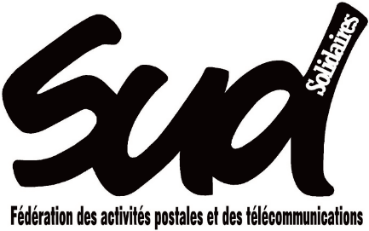 Sud
Solidaires
Fédération des activités postales et des télécommunications